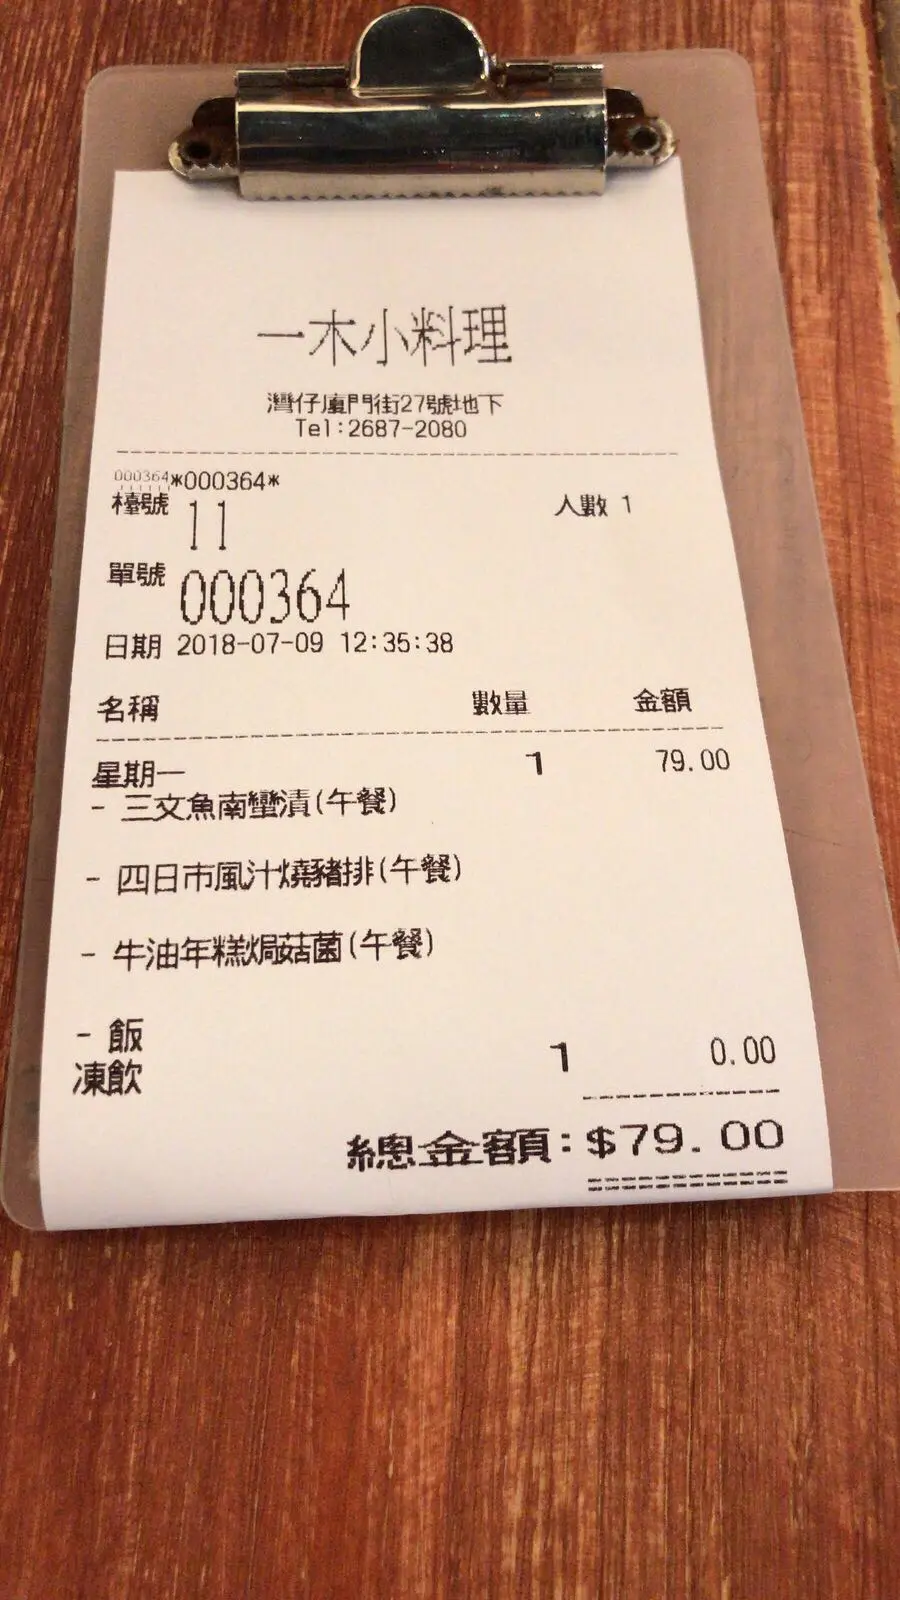 一木小料理
灣仔廈門街27號地下
Tel:2687-2080
000364*000364*
檯號 11 人數 1
單號 000364
日期 2018-07-09 12:35:38
名稱 數量 金額
星期一 1 79.00
- 三文魚南蠻漬(午餐)
- 四日市風汁燒豬排(午餐)
- 牛油年糕焗菇菌(午餐)
- 飯
凍飲 1 0.00
總金額:$79.00